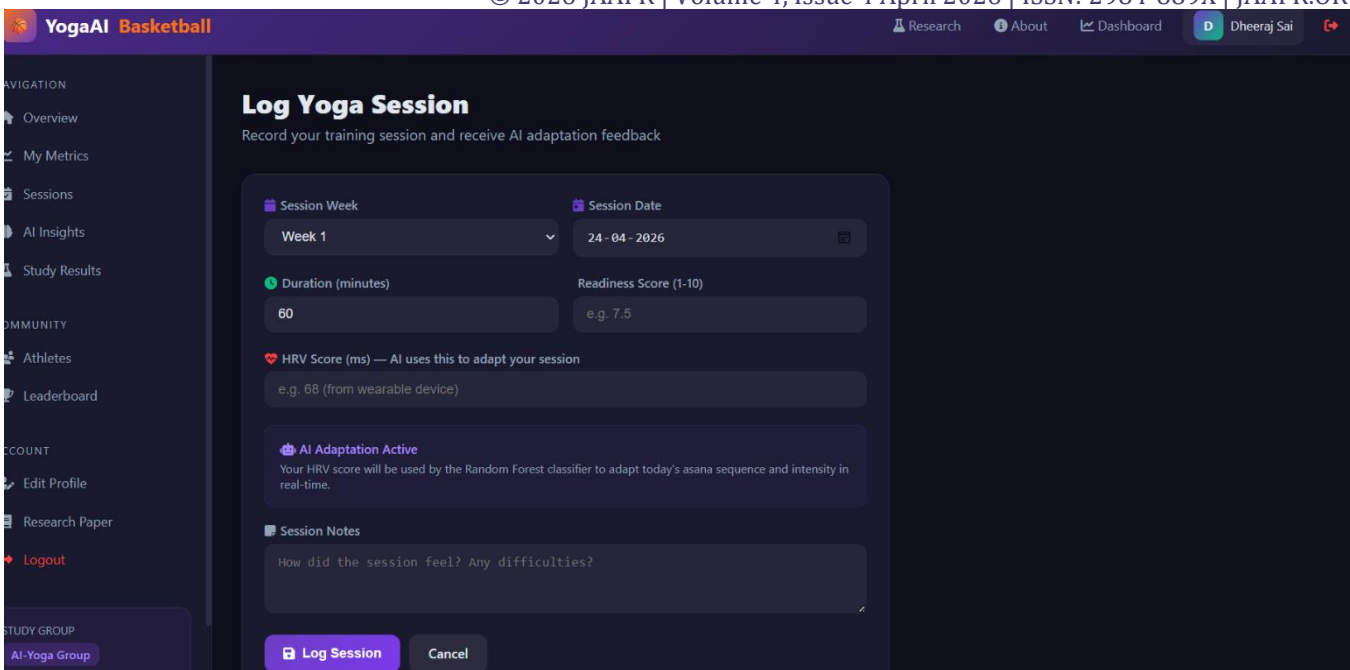 © 2026 JAAFR | Volume 4, Issue 4 April 2026 | ISSN: 2984-889X | JAAFR.OR
YogaAI Basketball
Research
About
Dashboard
D
Dheeraj Sai
AVIGATION
Overview
My Metrics
Sessions
AI Insights
Study Results
OMMUNITY
Athletes
Leaderboard
CCOUNT
Edit Profile
Research Paper
Logout
STUDY GROUP
AI-Yoga Group
Log Yoga Session
Record your training session and receive AI adaptation feedback
Session Week
Session Date
Week 1
24-04-2026
Duration (minutes)
Readiness Score (1-10)
60
e.g. 7.5
HRV Score (ms) — AI uses this to adapt your session
e.g. 68 (from wearable device)
AI Adaptation Active
Your HRV score will be used by the Random Forest classifier to adapt today's asana sequence and intensity in
real-time.
Session Notes
How did the session feel? Any difficulties?
Log Session
Cancel